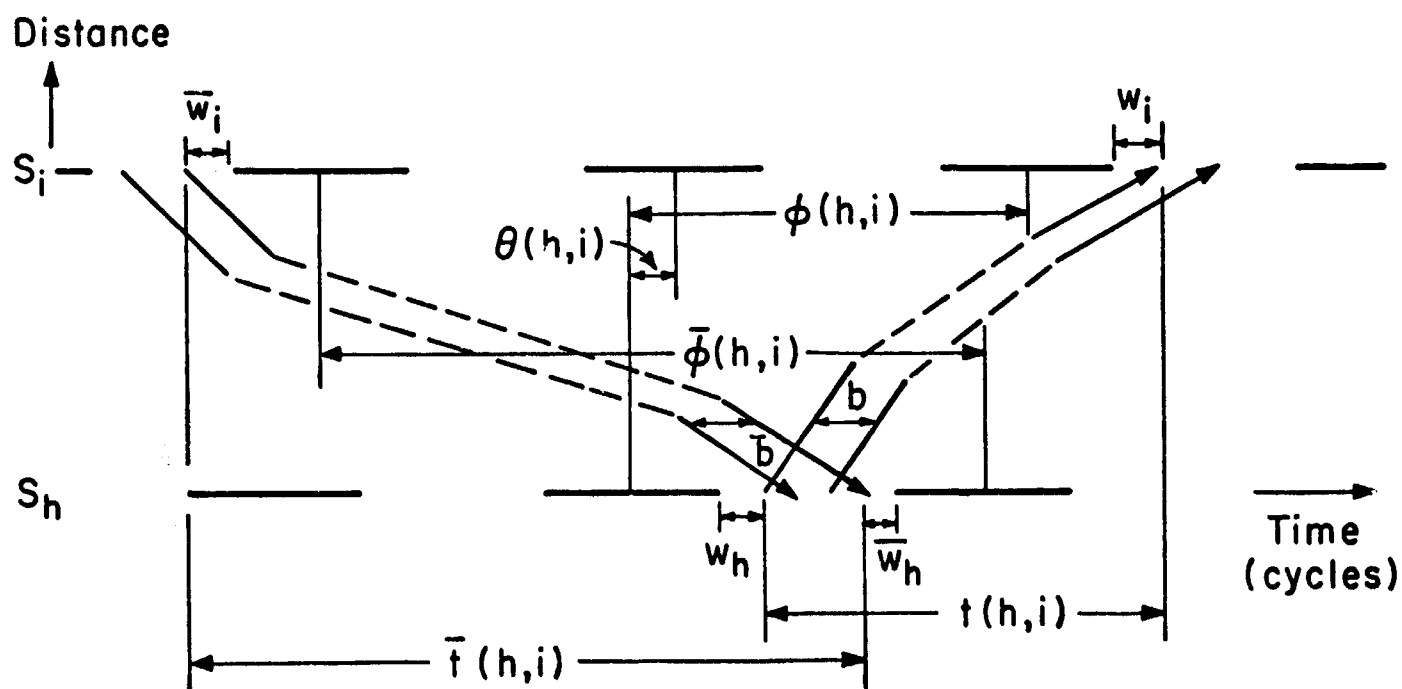 Distance
w̅i
wi
Si
ϕ(h,i)
θ(h,i)
ϕ̅(h,i)
b
b̅
Sh
wh
w̅h
Time
(cycles)
t(h,i)
t̅(h,i)